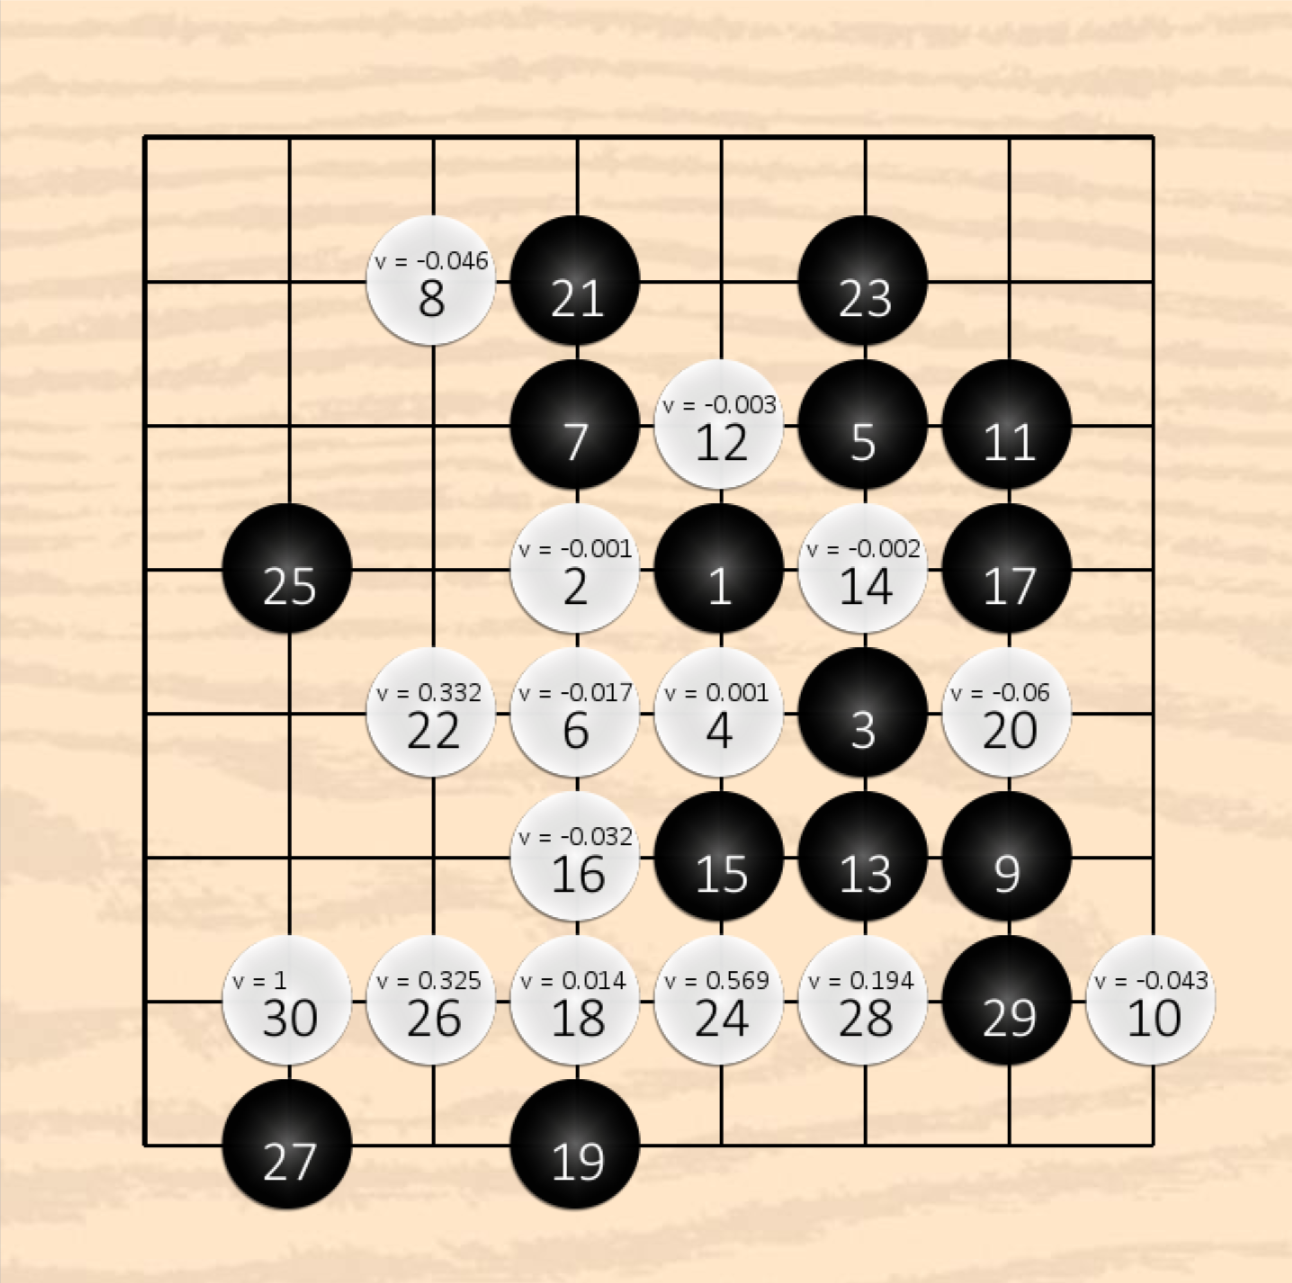 v = -0.046
8
21
23
7
v = -0.003
12
5
11
25
v = -0.001
2
1
v = -0.002
14
17
v = 0.332
22
v = -0.017
6
v = 0.001
4
3
v = -0.06
20
v = -0.032
16
15
13
9
v = 1
30
v = 0.325
26
v = 0.014
18
v = 0.569
24
v = 0.194
28
29
v = -0.043
10
27
19